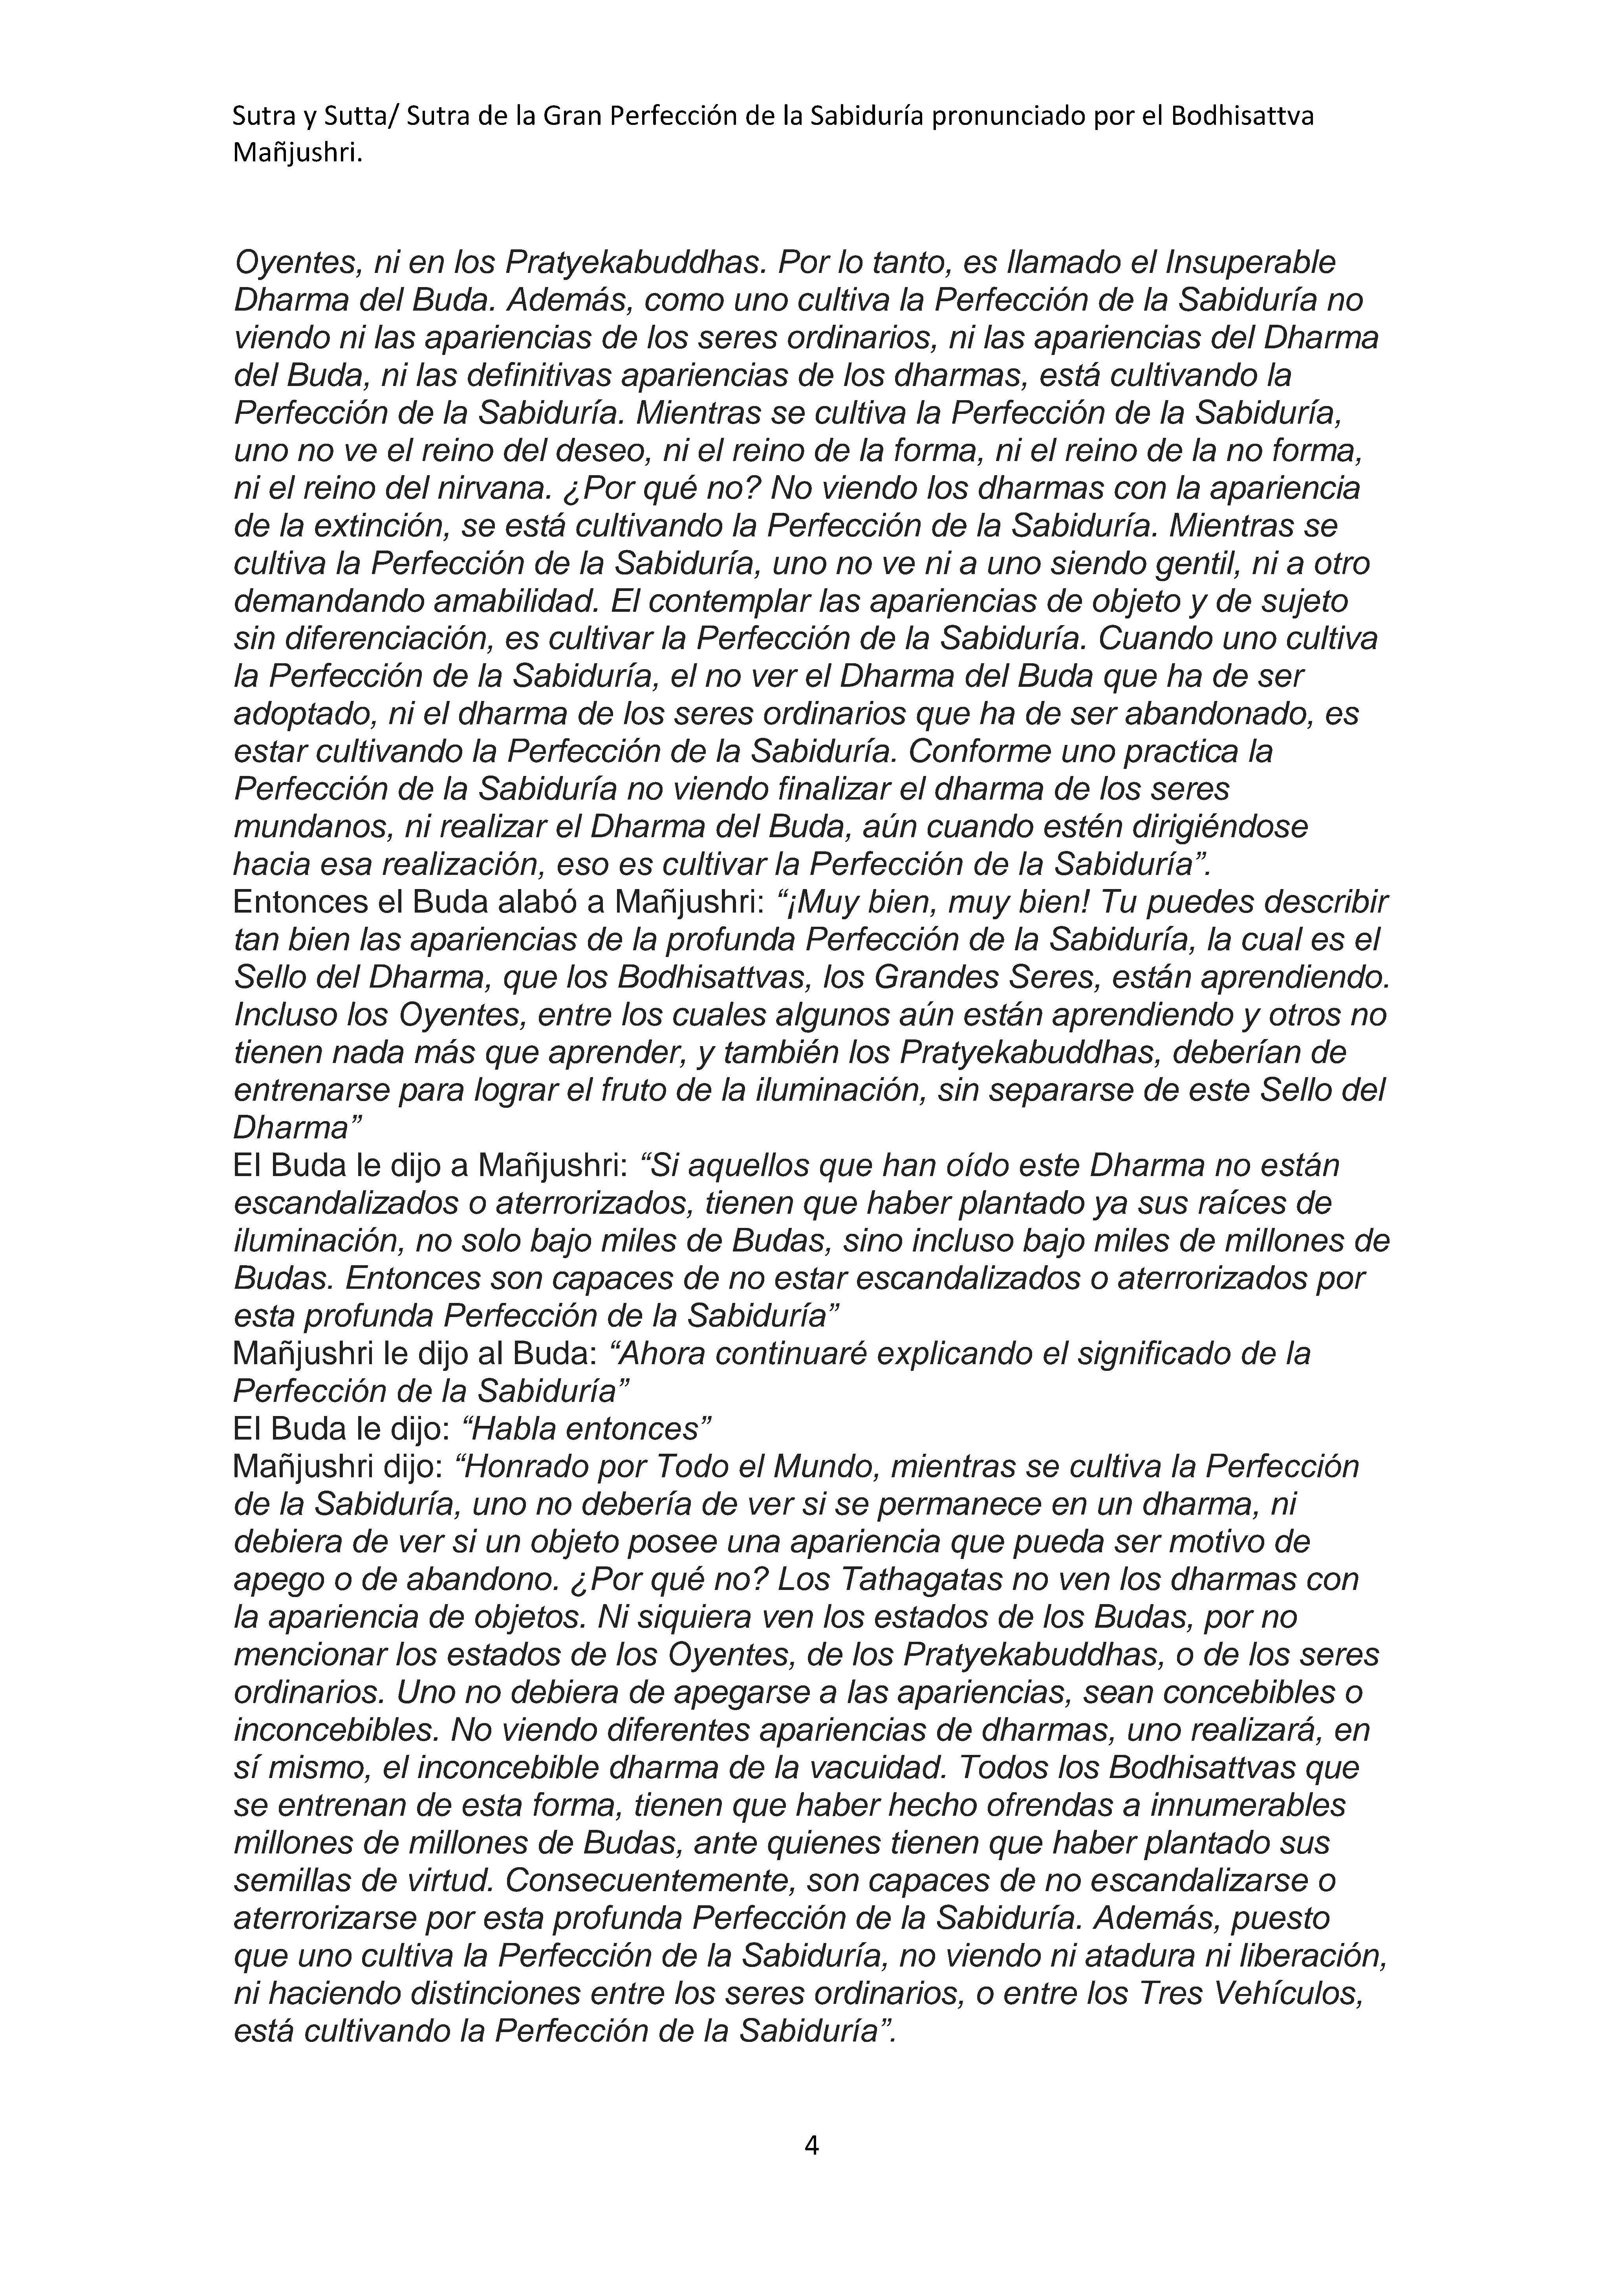 Sutra y Sutta/ Sutra de la Gran Perfección de la Sabiduría pronunciado por el Bodhisattva
Mañjushri.
Oyentes, ni en los Pratyekabuddhas. Por lo tanto, es llamado el Insuperable
Dharma del Buda. Además, como uno cultiva la Perfección de la Sabiduría no
viendo ni las apariencias de los seres ordinarios, ni las apariencias del Dharma
del Buda, ni las definitivas apariencias de los dharmas, está cultivando la
Perfección de la Sabiduría. Mientras se cultiva la Perfección de la Sabiduría,
uno no ve el reino del deseo, ni el reino de la forma, ni el reino de la no forma,
ni el reino del nirvana. ¿Por qué no? No viendo los dharmas con la apariencia
de la extinción, se está cultivando la Perfección de la Sabiduría. Mientras se
cultiva la Perfección de la Sabiduría, uno no ve ni a uno siendo gentil, ni a otro
demandando amabilidad. El contemplar las apariencias de objeto y de sujeto
sin diferenciación, es cultivar la Perfección de la Sabiduría. Cuando uno cultiva
la Perfección de la Sabiduría, el no ver el Dharma del Buda que ha de ser
adoptado, ni el dharma de los seres ordinarios que ha de ser abandonado, es
estar cultivando la Perfección de la Sabiduría. Conforme uno practica la
Perfección de la Sabiduría no viendo finalizar el dharma de los seres
mundanos, ni realizar el Dharma del Buda, aún cuando estén dirigiéndose
hacia esa realización, eso es cultivar la Perfección de la Sabiduría”.
Entonces el Buda alabó a Mañjushri: “¡Muy bien, muy bien! Tu puedes describir
tan bien las apariencias de la profunda Perfección de la Sabiduría, la cual es el
Sello del Dharma, que los Bodhisattvas, los Grandes Seres, están aprendiendo.
Incluso los Oyentes, entre los cuales algunos aún están aprendiendo y otros no
tienen nada más que aprender, y también los Pratyekabuddhas, deberían de
entrenarse para lograr el fruto de la iluminación, sin separarse de este Sello del
Dharma”
El Buda le dijo a Mañjushri: “Si aquellos que han oído este Dharma no están
escandalizados o aterrorizados, tienen que haber plantado ya sus raíces de
iluminación, no solo bajo miles de Budas, sino incluso bajo miles de millones de
Budas. Entonces son capaces de no estar escandalizados o aterrorizados por
esta profunda Perfección de la Sabiduría”
Mañjushri le dijo al Buda: “Ahora continuaré explicando el significado de la
Perfección de la Sabiduría”
El Buda le dijo: “Habla entonces”
Mañjushri dijo: “Honrado por Todo el Mundo, mientras se cultiva la Perfección
de la Sabiduría, uno no debería de ver si se permanece en un dharma, ni
debiera de ver si un objeto posee una apariencia que pueda ser motivo de
apego o de abandono. ¿Por qué no? Los Tathagatas no ven los dharmas con
la apariencia de objetos. Ni siquiera ven los estados de los Budas, por no
mencionar los estados de los Oyentes, de los Pratyekabuddhas, o de los seres
ordinarios. Uno no debiera de apegarse a las apariencias, sean concebibles o
inconcebibles. No viendo diferentes apariencias de dharmas, uno realizará, en
sí mismo, el inconcebible dharma de la vacuidad. Todos los Bodhisattvas que
se entrenan de esta forma, tienen que haber hecho ofrendas a innumerables
millones de millones de Budas, ante quienes tienen que haber plantado sus
semillas de virtud. Consecuentemente, son capaces de no escandalizarse o
aterrorizarse por esta profunda Perfección de la Sabiduría. Además, puesto
que uno cultiva la Perfección de la Sabiduría, no viendo ni atadura ni liberación,
ni haciendo distinciones entre los seres ordinarios, o entre los Tres Vehículos,
está cultivando la Perfección de la Sabiduría”.
4